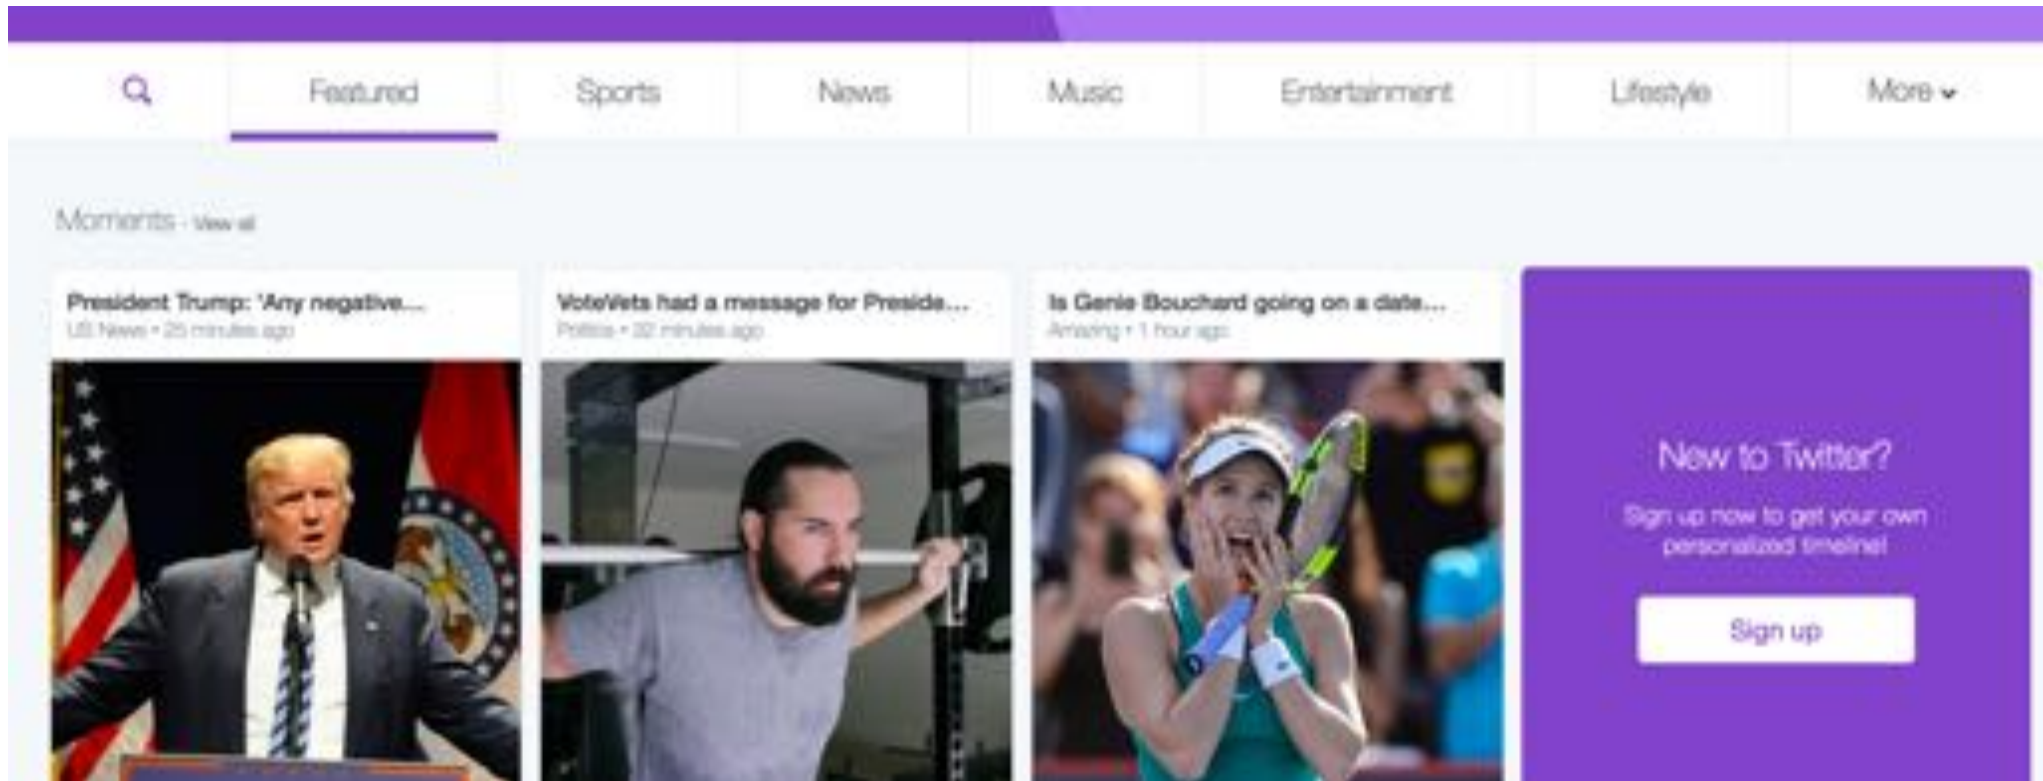 Featured Sports News Music Entertainment Lifestyle More
Moments - View all
President Trump: 'Any negative...
US News • 25 minutes ago
VoteVets had a message for Preside...
Politics • 32 minutes ago
Is Genie Bouchard going on a date...
Amazing • 1 hour ago
New to Twitter?
Sign up now to get your own
personalized timeline!
Sign up